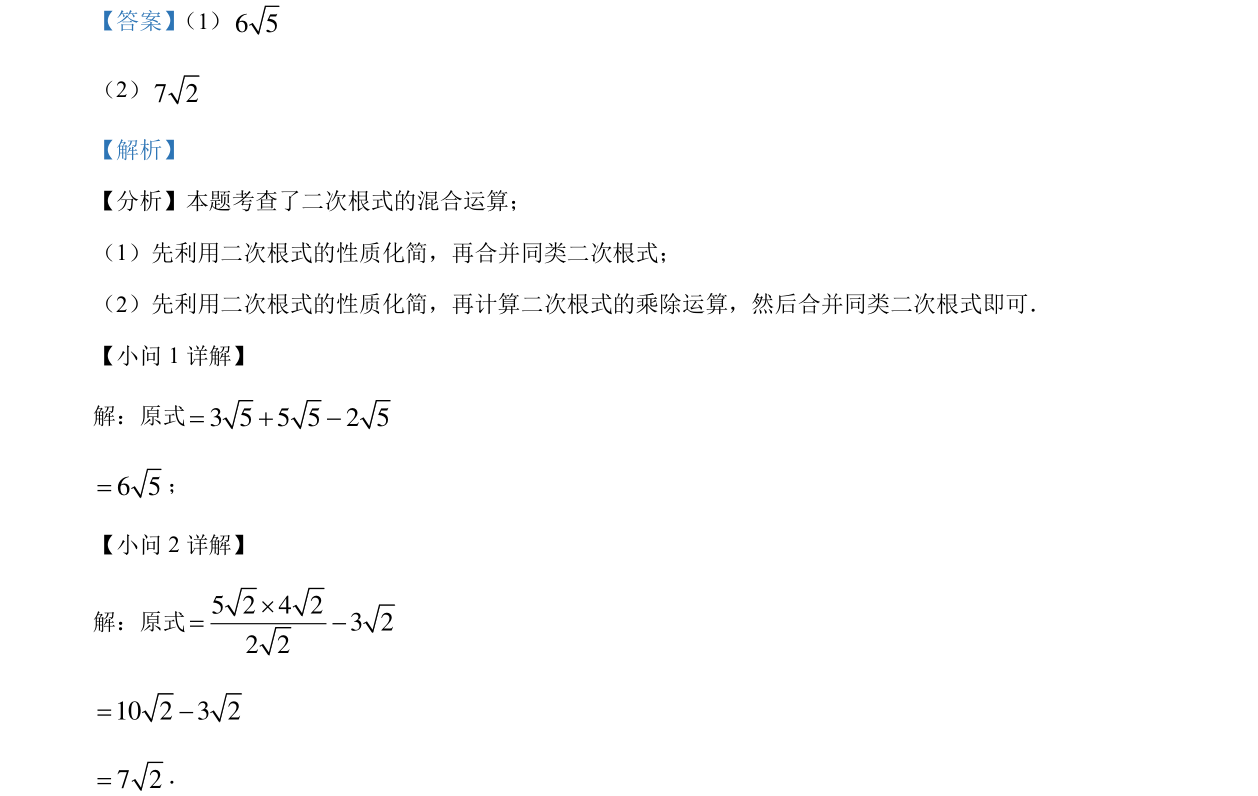 【答案】（1）6√5
（2）7√2
【解析】
【分析】本题考查了二次根式的混合运算；
（1）先利用二次根式的性质化简，再合并同类二次根式；
（2）先利用二次根式的性质化简，再计算二次根式的乘除运算，然后合并同类二次根式即可．
【小问 1 详解】
解：原式=3√5+5√5−2√5
=6√5；
【小问 2 详解】
解：原式=(5√2×4√2)/(2√2)−3√2
=10√2−3√2
=7√2．